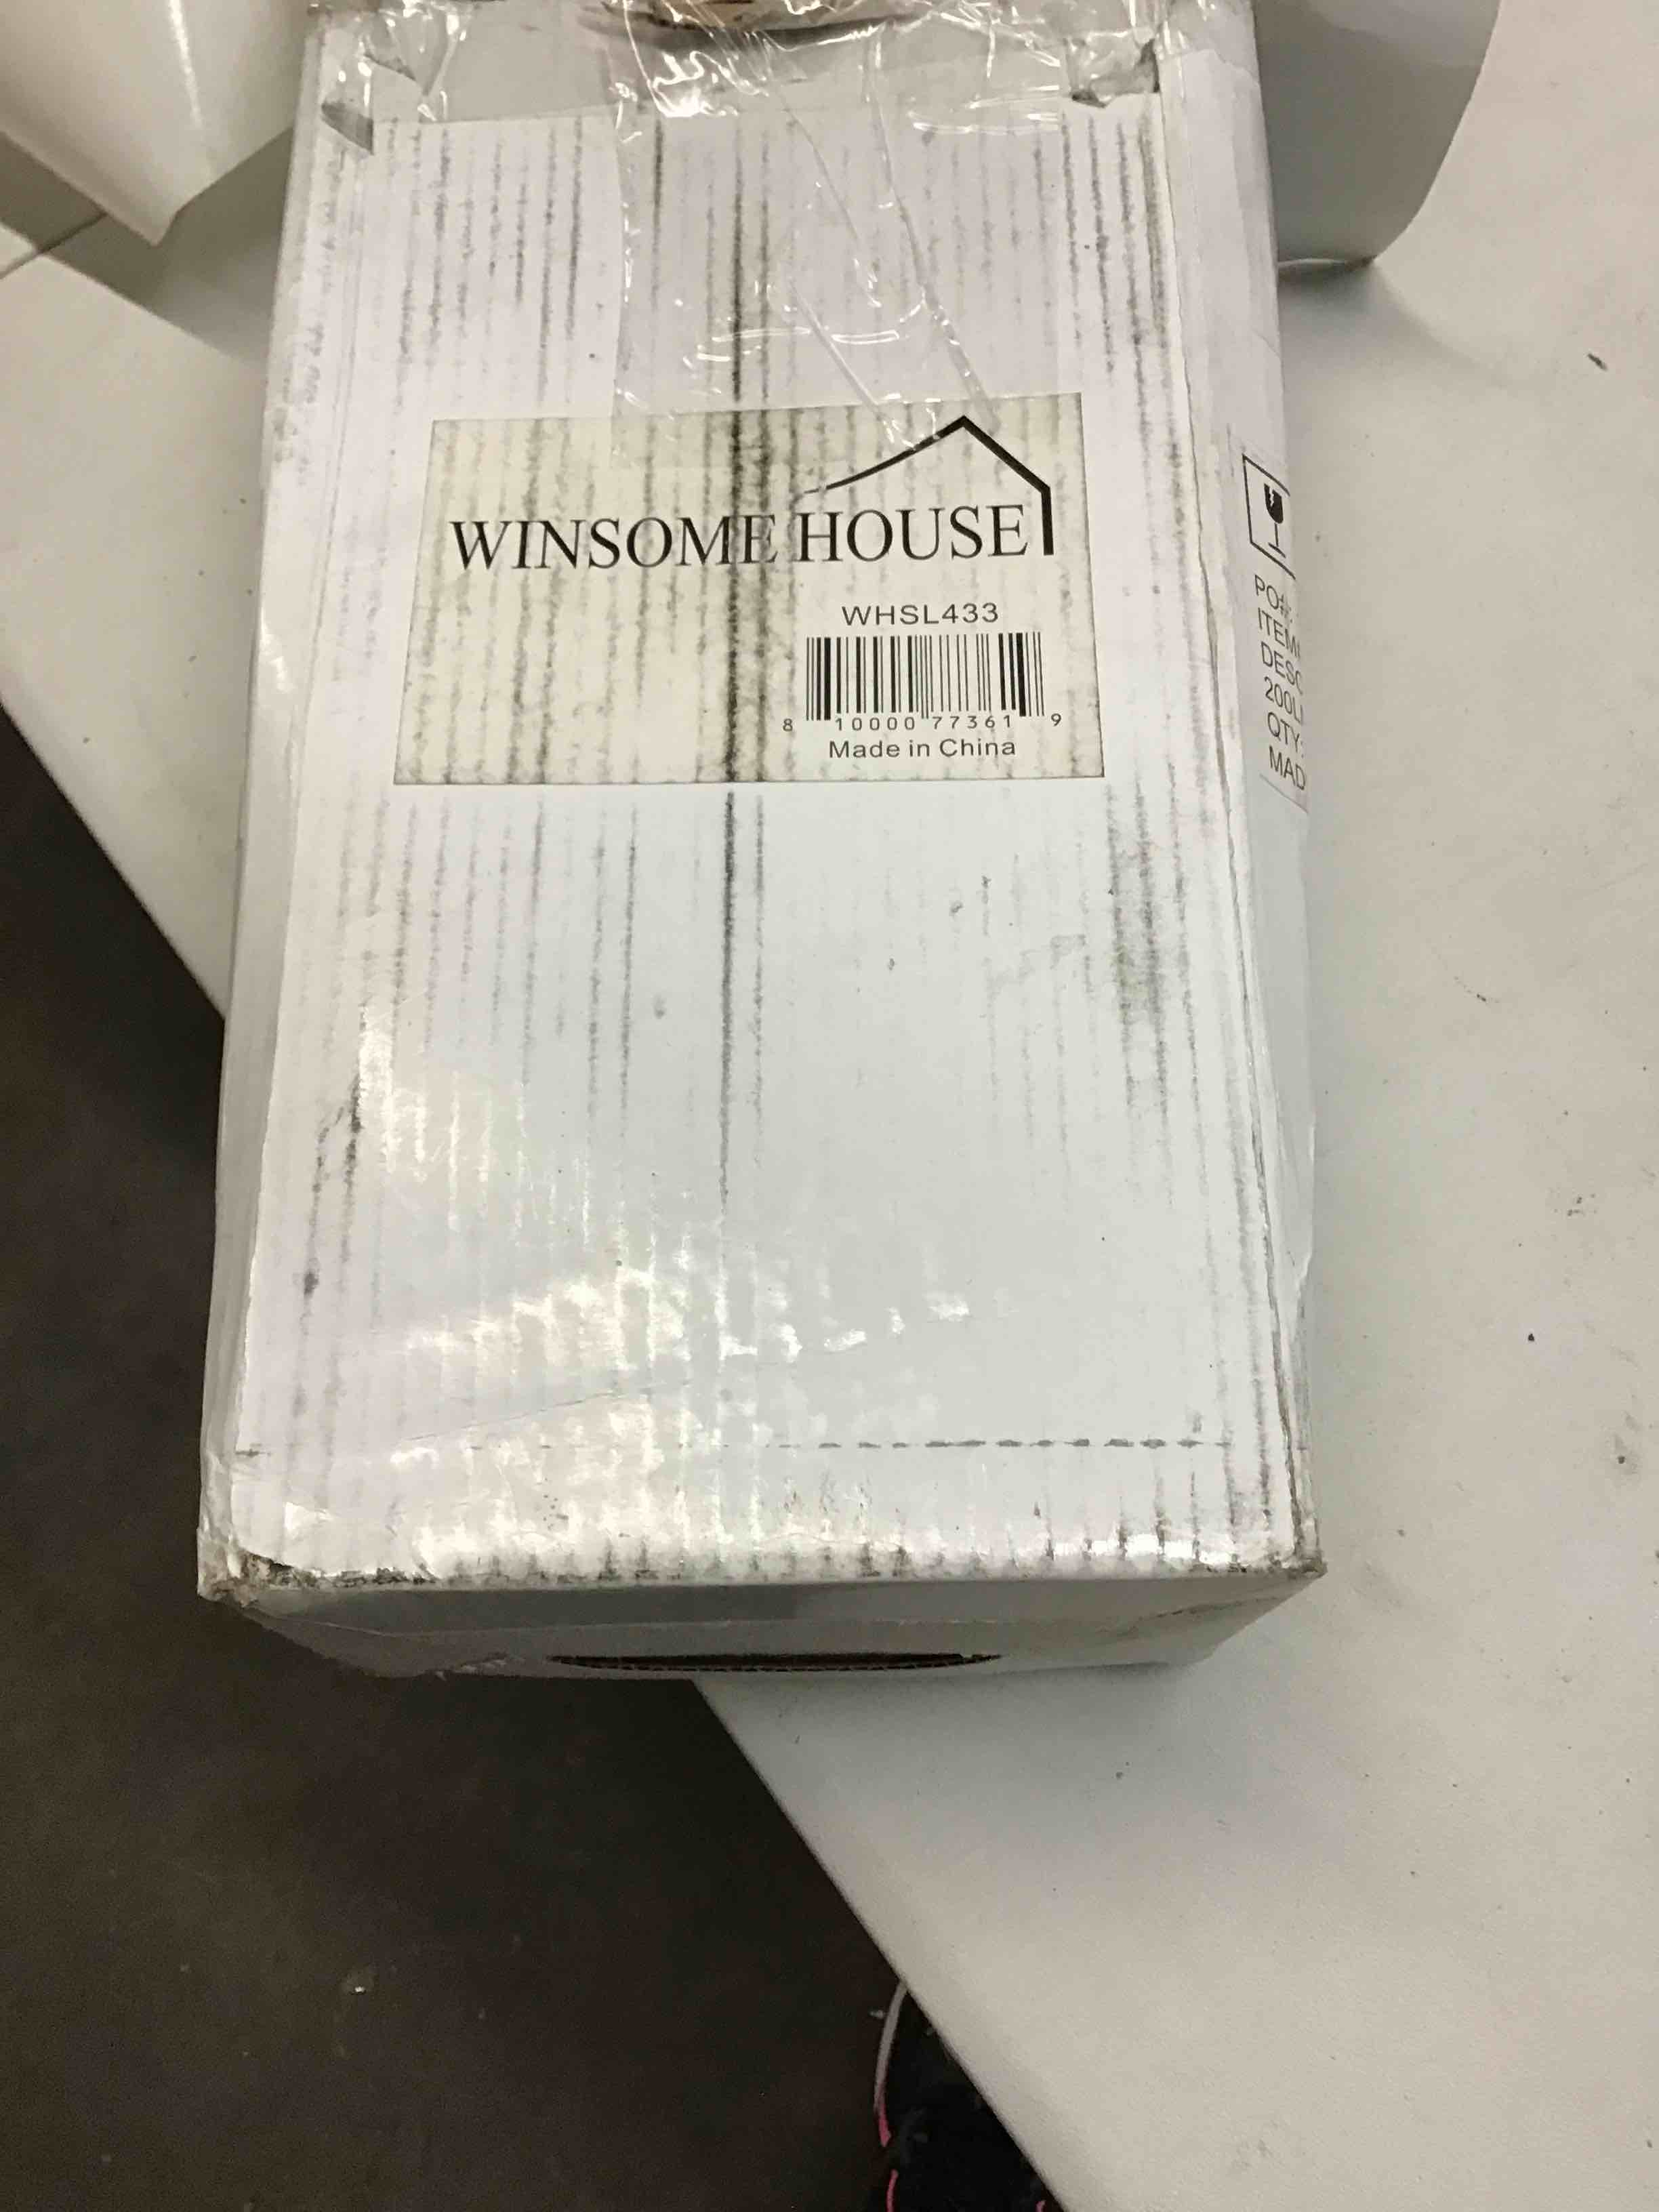 WINSOME HOUSE
WHSL433
8 10000 77361 9
Made in China
PO#:
ITEM
DESC
200L
QTY:
MAD